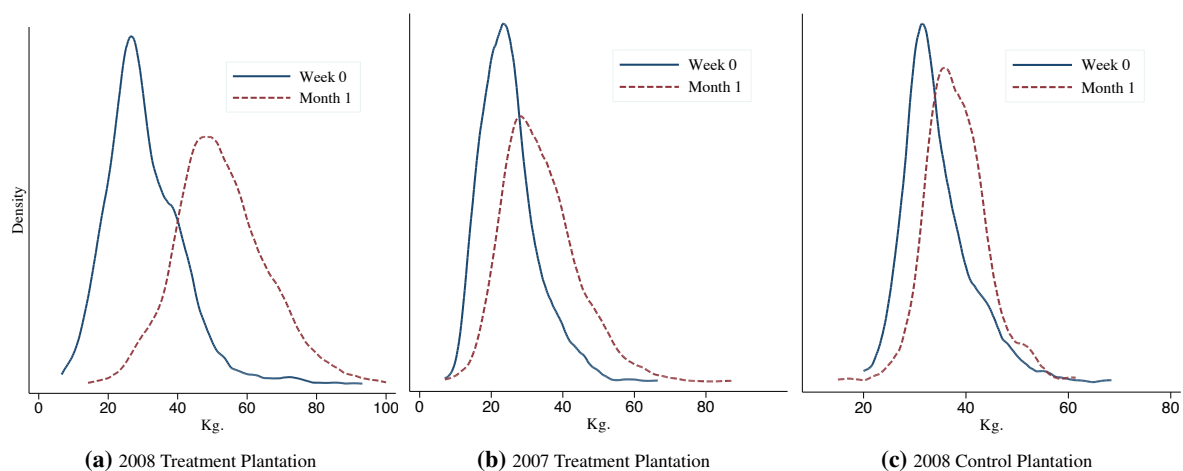 Density
Week 0
Month 1
0 20 40 60 80 100
Kg.
(a) 2008 Treatment Plantation
Week 0
Month 1
0 20 40 60 80
Kg.
(b) 2007 Treatment Plantation
Week 0
Month 1
20 40 60 80
Kg.
(c) 2008 Control Plantation